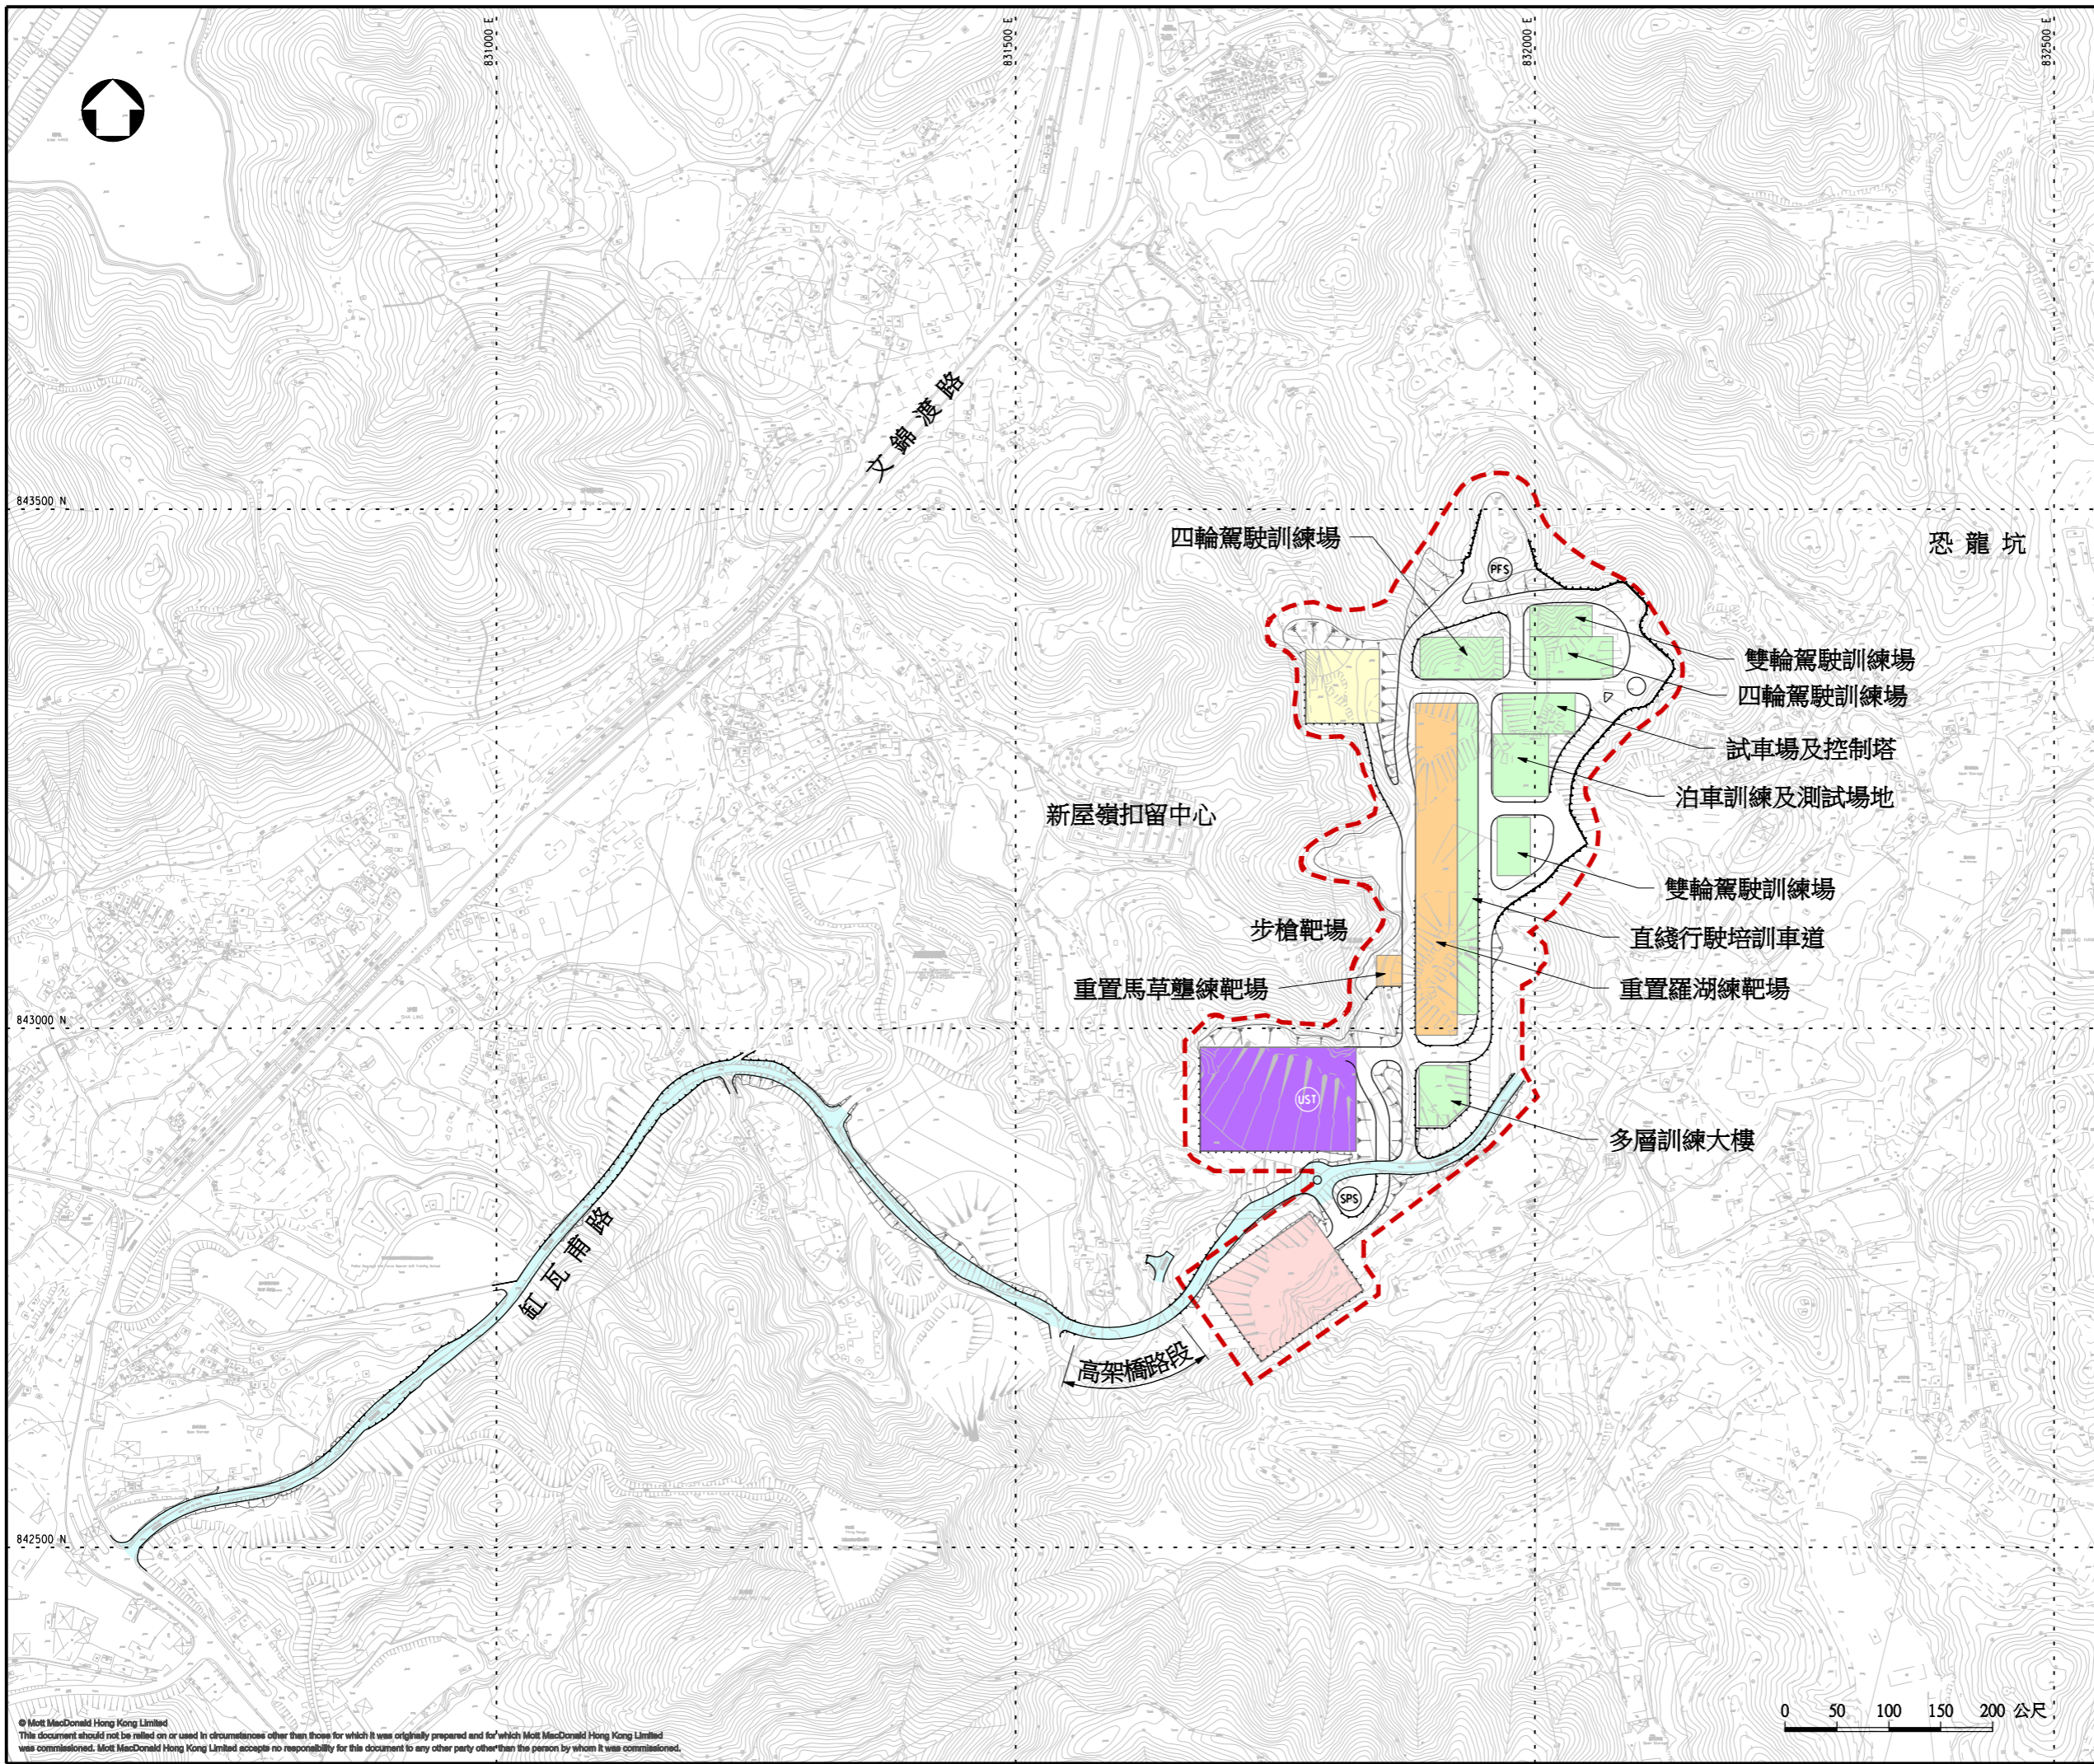 831000 E
831500 E
832000 E
832500 E
文錦渡路
843500 N
四輪駕駛訓練場
恐龍坑
PFS
雙輪駕駛訓練場
四輪駕駛訓練場
試車場及控制塔
泊車訓練及測試場地
新屋嶺扣留中心
雙輪駕駛訓練場
步槍靶場
直綫行駛培訓車道
重置馬草壟練靶場
重置羅湖練靶場
843000 N
UST
多層訓練大樓
SPS
缸瓦甫路
高架橋路段
842500 N
0 50 100 150 200 公尺
© Mott MacDonald Hong Kong Limited
This document should not be relied on or used in circumstances other than those for which it was originally prepared and for which Mott MacDonald Hong Kong Limited
was commissioned. Mott MacDonald Hong Kong Limited accepts no responsibility for this document to any other party other than the person by whom it was commissioned.